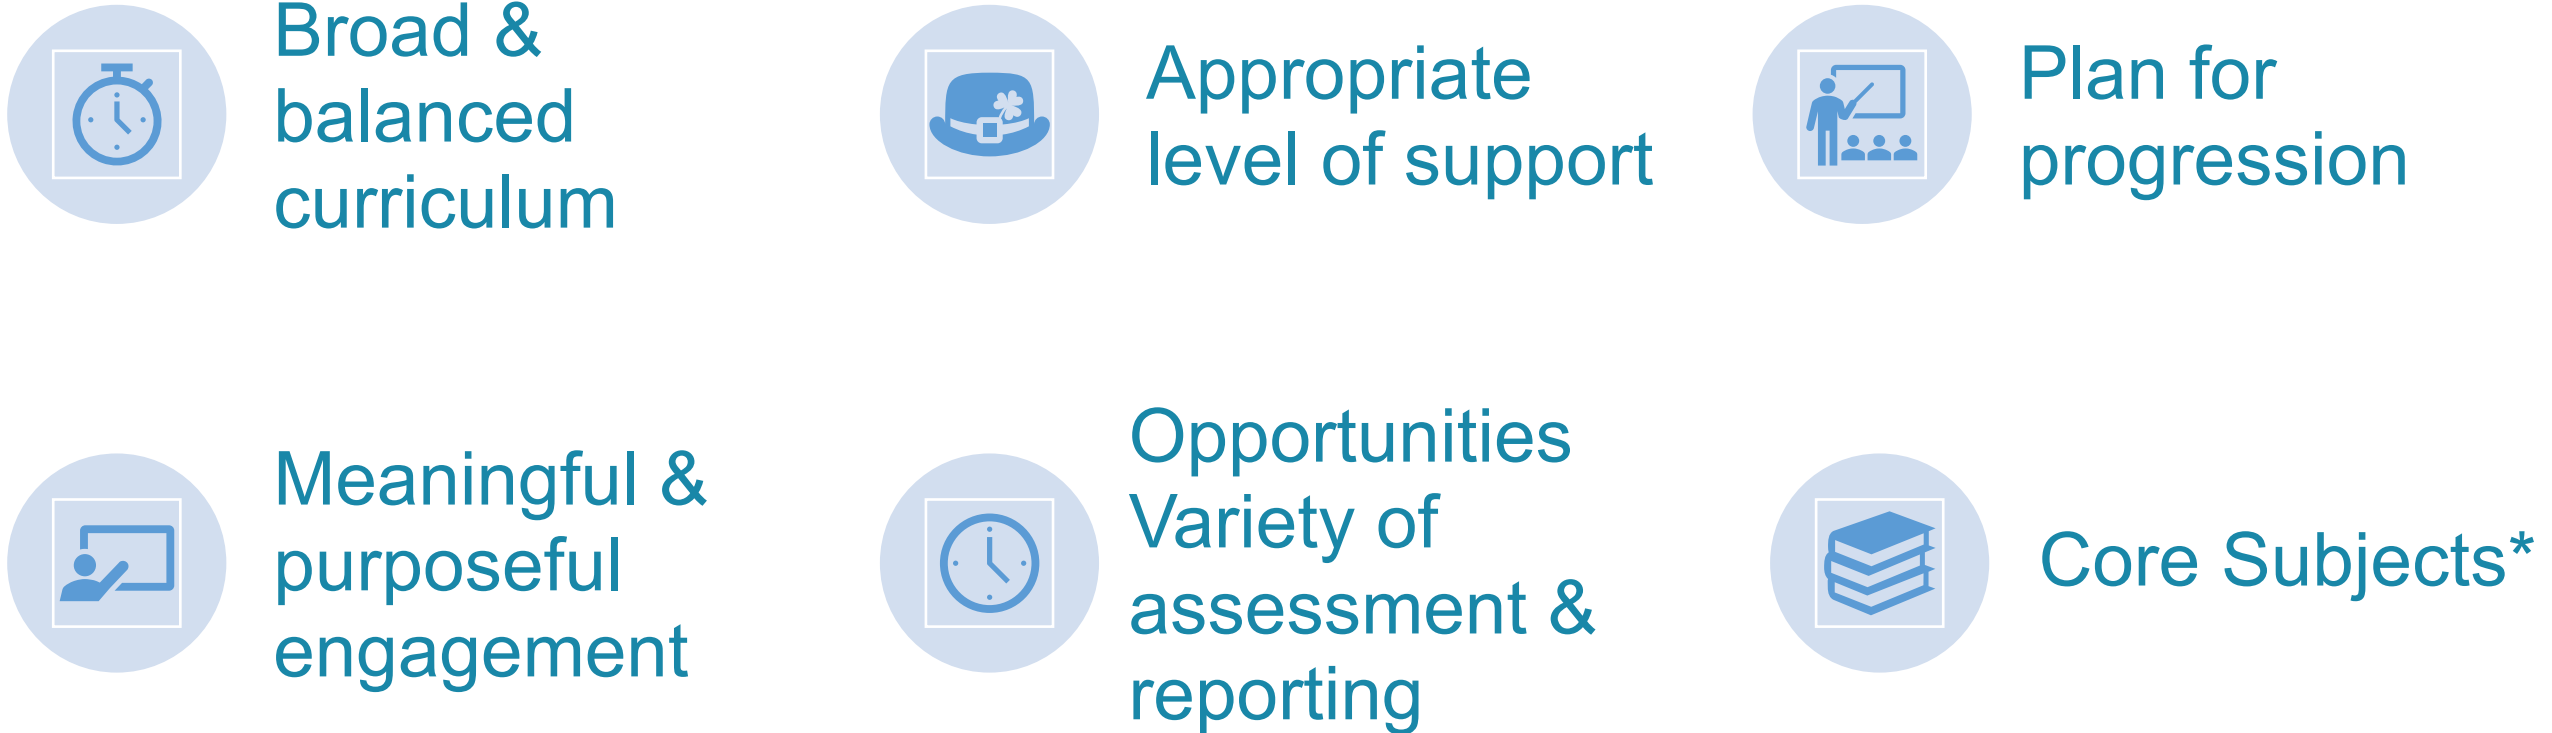 Broad &
balanced
curriculum
Appropriate
level of support
Plan for
progression
Meaningful &
purposeful
engagement
Opportunities
Variety of
assessment &
reporting
Core Subjects*